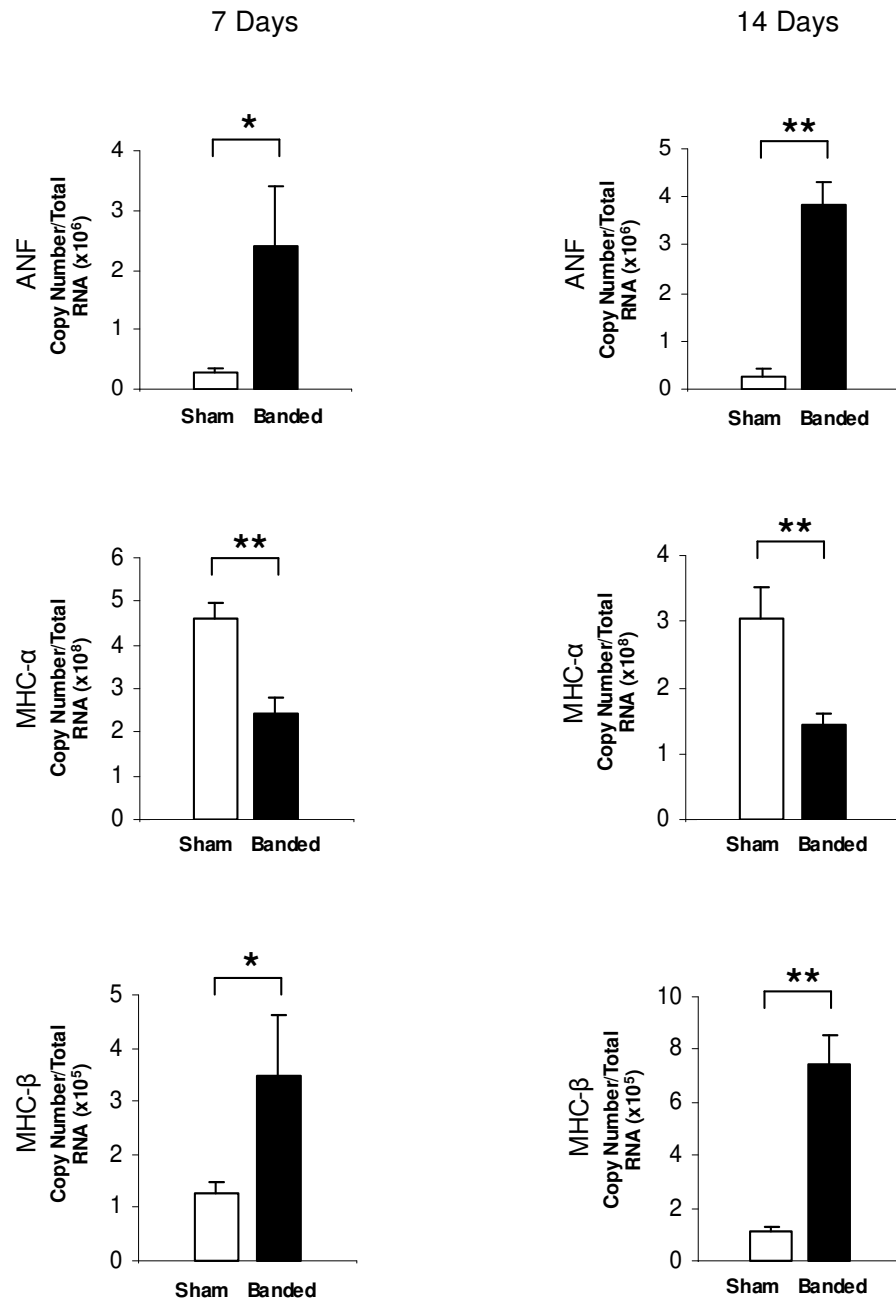 7 Days
14 Days
ANF
Copy Number/Total
RNA (x10⁶)
4
3
2
1
0
*
Sham Banded
ANF
Copy Number/Total
RNA (x10⁶)
5
4
3
2
1
0
**
Sham Banded
MHC-α
Copy Number/Total
RNA (x10⁸)
6
5
4
3
2
1
0
**
Sham Banded
MHC-α
Copy Number/Total
RNA (x10⁸)
4
3
2
1
0
**
Sham Banded
MHC-β
Copy Number/Total
RNA (x10⁵)
5
4
3
2
1
0
*
Sham Banded
MHC-β
Copy Number/Total
RNA (x10⁵)
10
8
6
4
2
0
**
Sham Banded